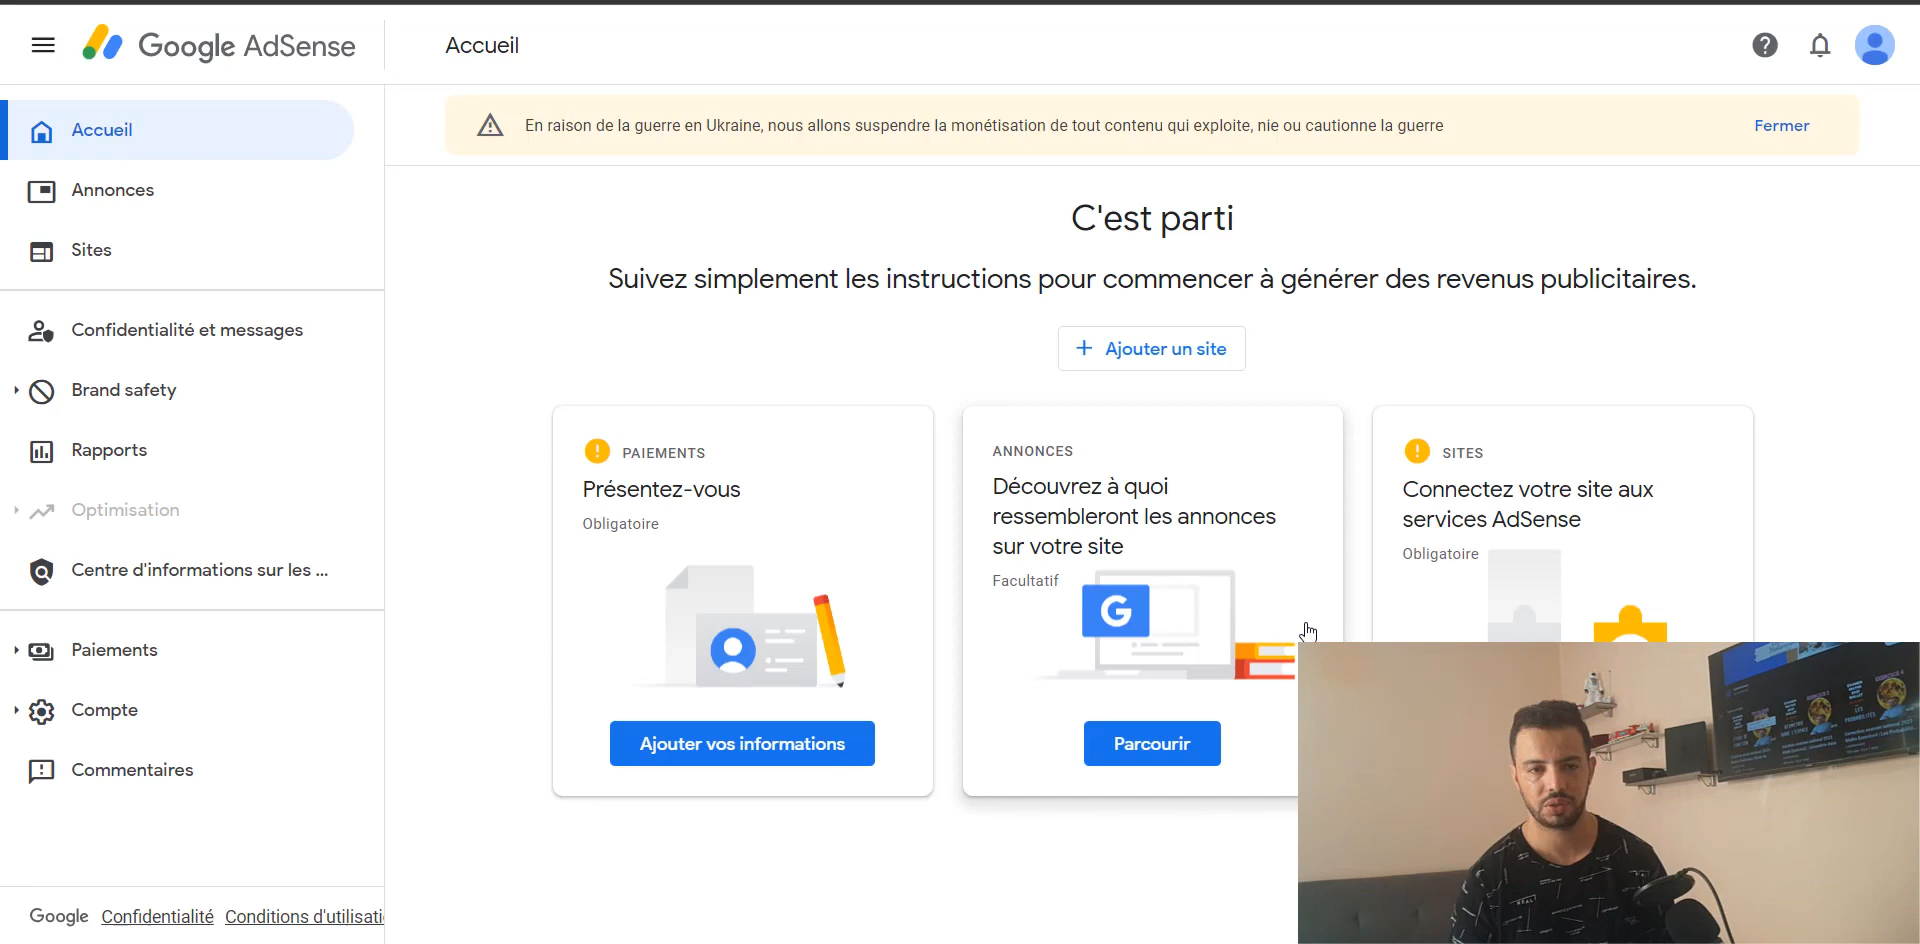 Google AdSense
Accueil
Accueil
Annonces
Sites
Confidentialité et messages
Brand safety
Rapports
Optimisation
Centre d'informations sur les ...
Paiements
Compte
Commentaires
Google Confidentialité Conditions d'utilisati
En raison de la guerre en Ukraine, nous allons suspendre la monétisation de tout contenu qui exploite, nie ou cautionne la guerre
Fermer
C'est parti
Suivez simplement les instructions pour commencer à générer des revenus publicitaires.
+ Ajouter un site
PAIEMENTS
Présentez-vous
Obligatoire
Ajouter vos informations
ANNONCES
Découvrez à quoi
ressembleront les annonces
sur votre site
Facultatif
G
Parcourir
SITES
Connectez votre site aux
services AdSense
Obligatoire